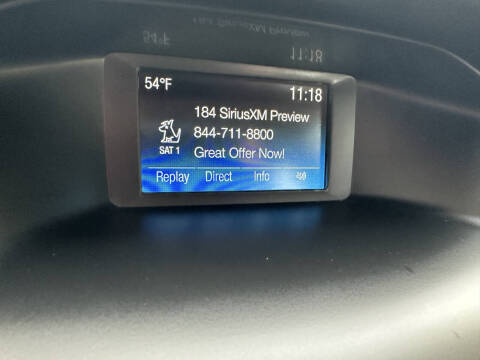 54°F 11:18
184 SiriusXM Preview
844-711-8800
SAT 1 Great Offer Now!
Replay Direct Info